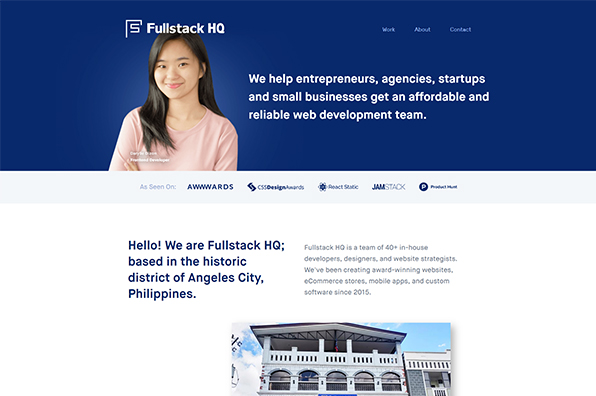 Fullstack HQ
Work
About
Contact
We help entrepreneurs, agencies, startups
and small businesses get an affordable and
reliable web development team.
Frontend Developer
As Seen On:
AWWWARDS
CSSDesignAwards
React Static
JAMSTACK
Product Hunt
Hello! We are Fullstack HQ;
based in the historic
district of Angeles City,
Philippines.
Fullstack HQ is a team of 40+ in-house
developers, designers, and website strategists.
We've been creating award-winning websites,
eCommerce stores, mobile apps, and custom
software since 2015.